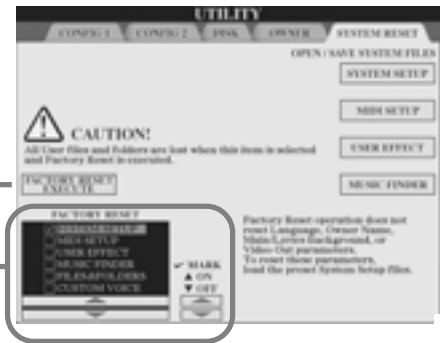 UTILITY
CONFIG 1 CONFIG 2 DISK OWNER SYSTEM RESET
OPEN / SAVE SYSTEM FILES
SYSTEM SETUP
MIDI SETUP
CAUTION!
All User files and folders are lost when this item is selected
and Factory Reset is executed.
USER EFFECT
FACTORY RESET
EXECUTE
MUSIC FINDER
FACTORY RESET
SYSTEM SETUP
MIDI SETUP
USER EFFECT
MUSIC FINDER
FILES&FOLDERS
CUSTOM VOICE
MARK
▲ ON
▼ OFF
Factory Reset operation does not
reset Language, Owner Name,
Main/Lyrics Background, or
Video Out parameters.
To reset these parameters,
load the preset System Setup files.